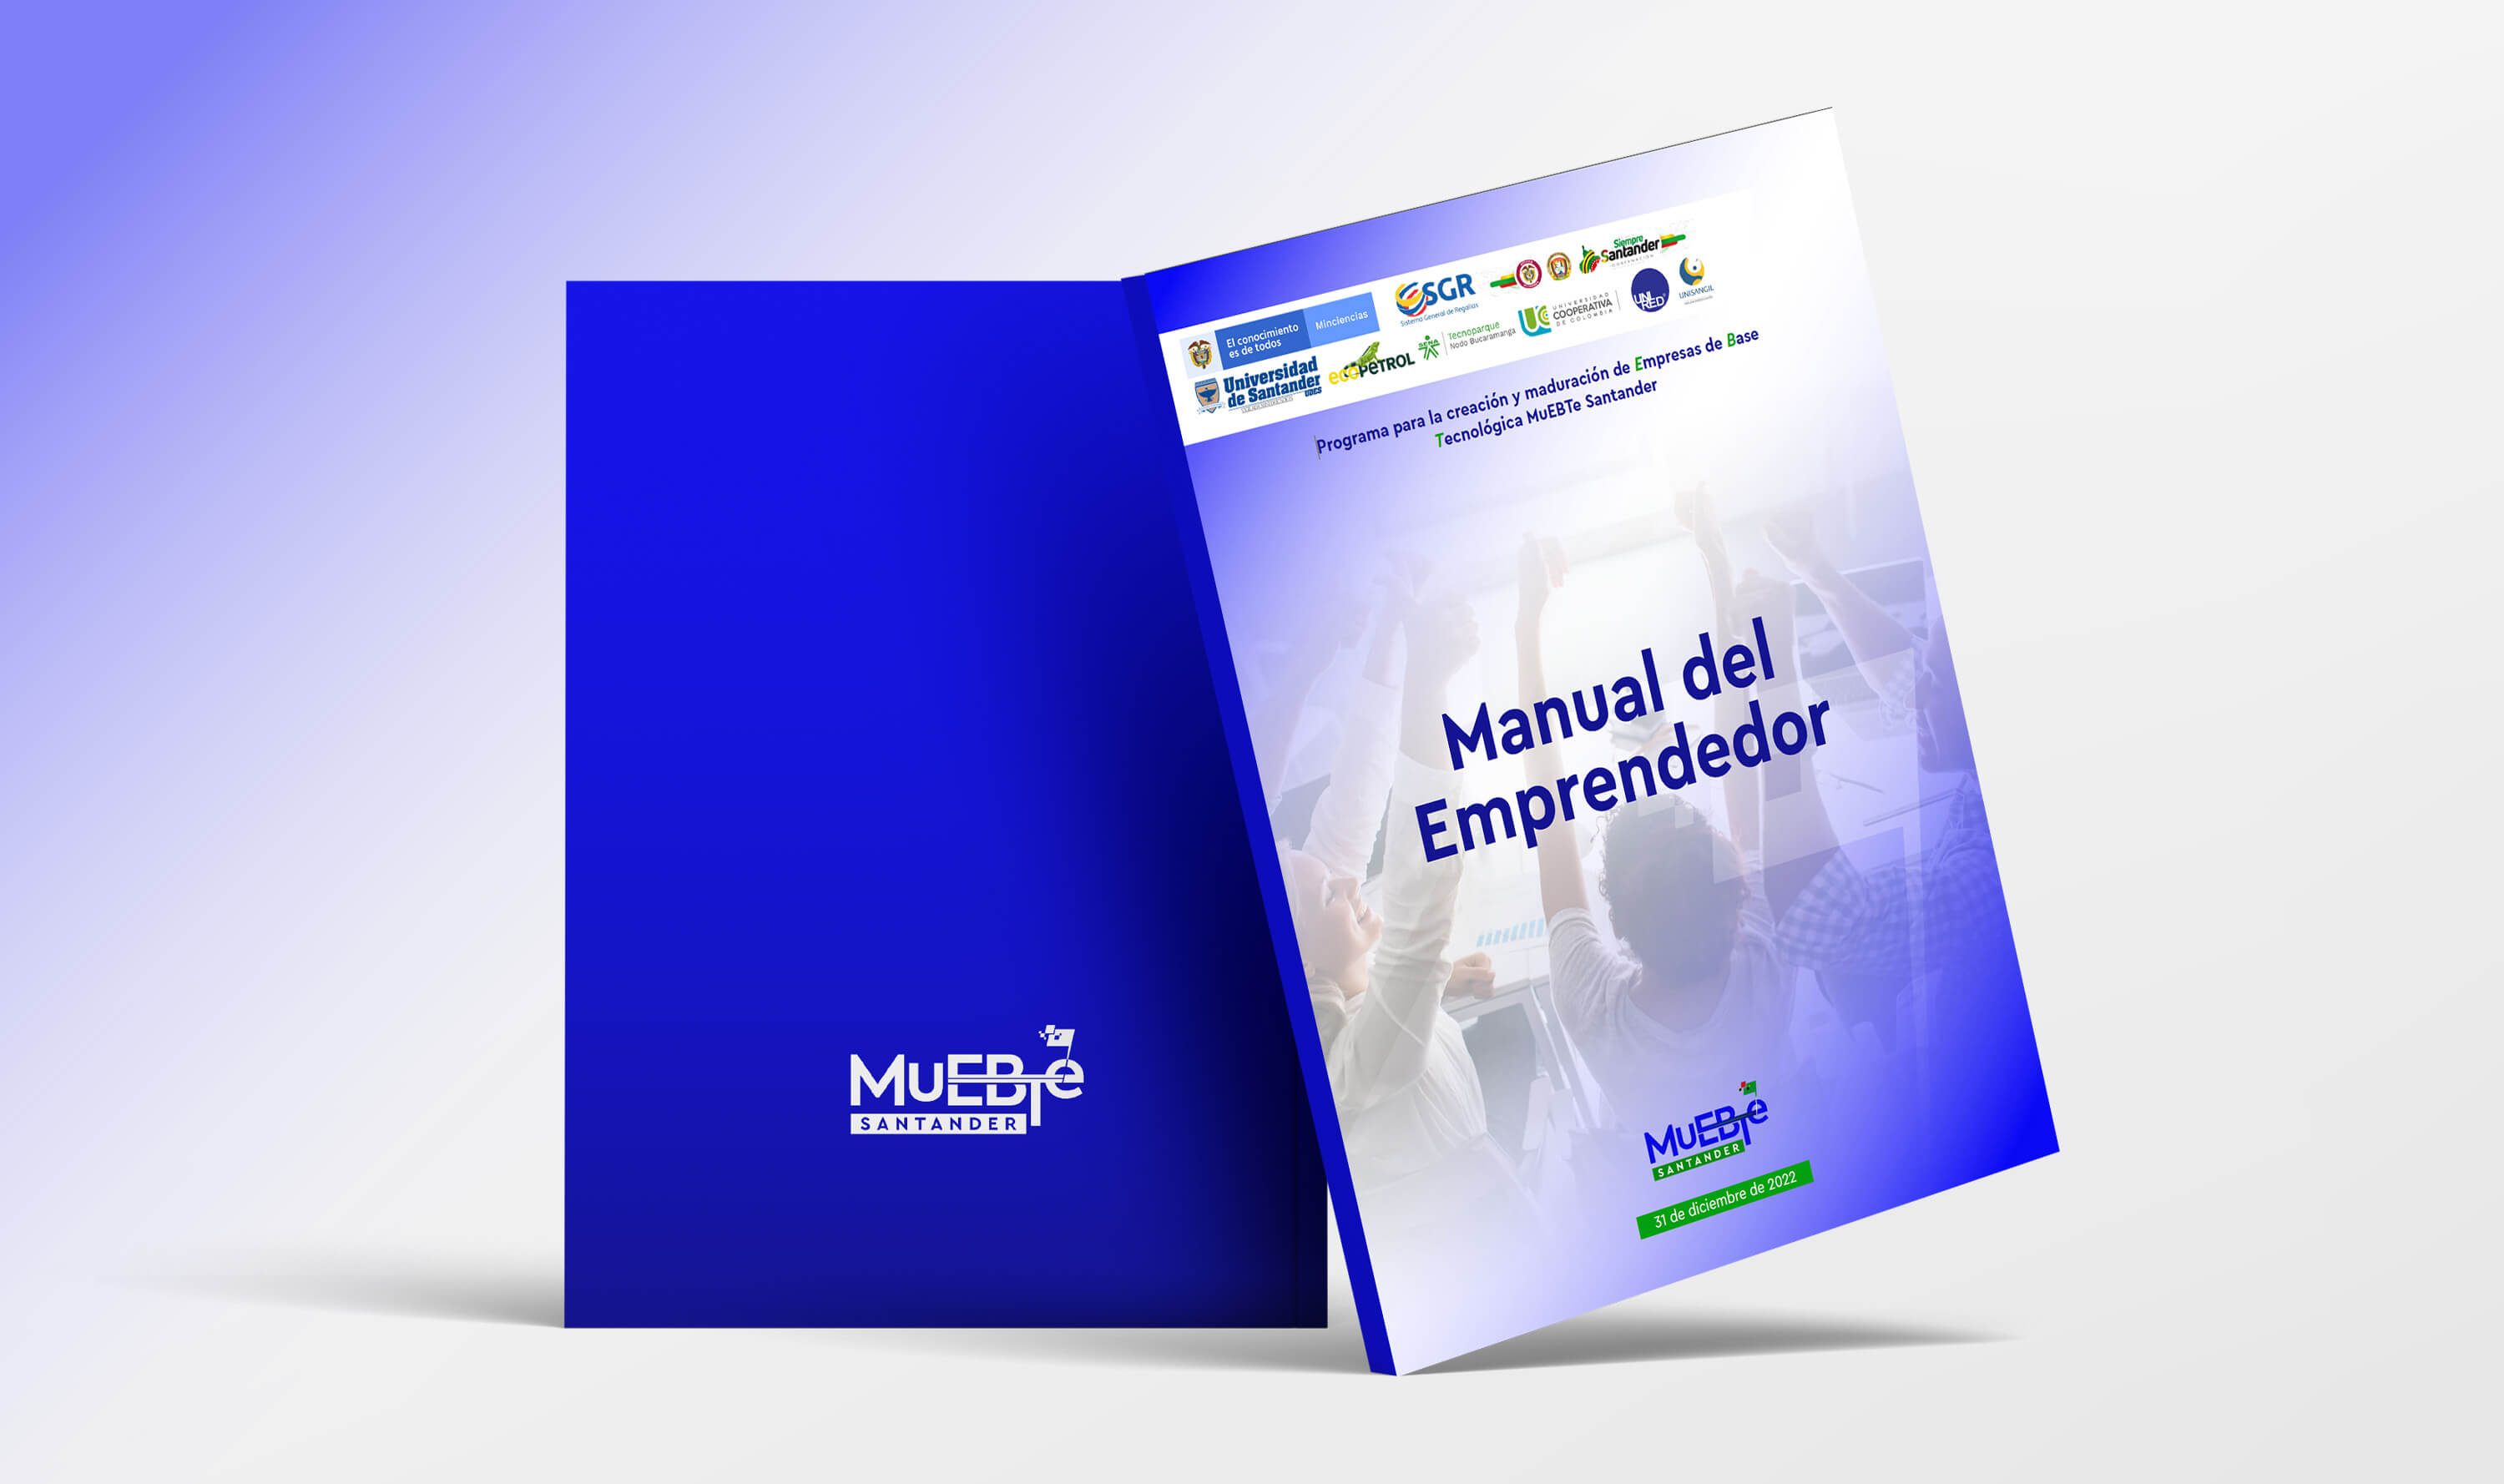 MuEBTe
SANTANDER
El conocimiento
es de todos
Minciencias
SGR
Sistema General de Regalías
Siempre
Santander
GOBERNACIÓN
Universidad
de Santander
UDES
ecoPETROL
SENA
Tecnoparque
Nodo Bucaramanga
UNIVERSIDAD
COOPERATIVA
DE COLOMBIA
UNIRED
UNISANGIL
Programa para la creación y maduración de Empresas de Base
Tecnológica MuEBTe Santander
Manual del
Emprendedor
MuEBTe
SANTANDER
31 de diciembre de 2022